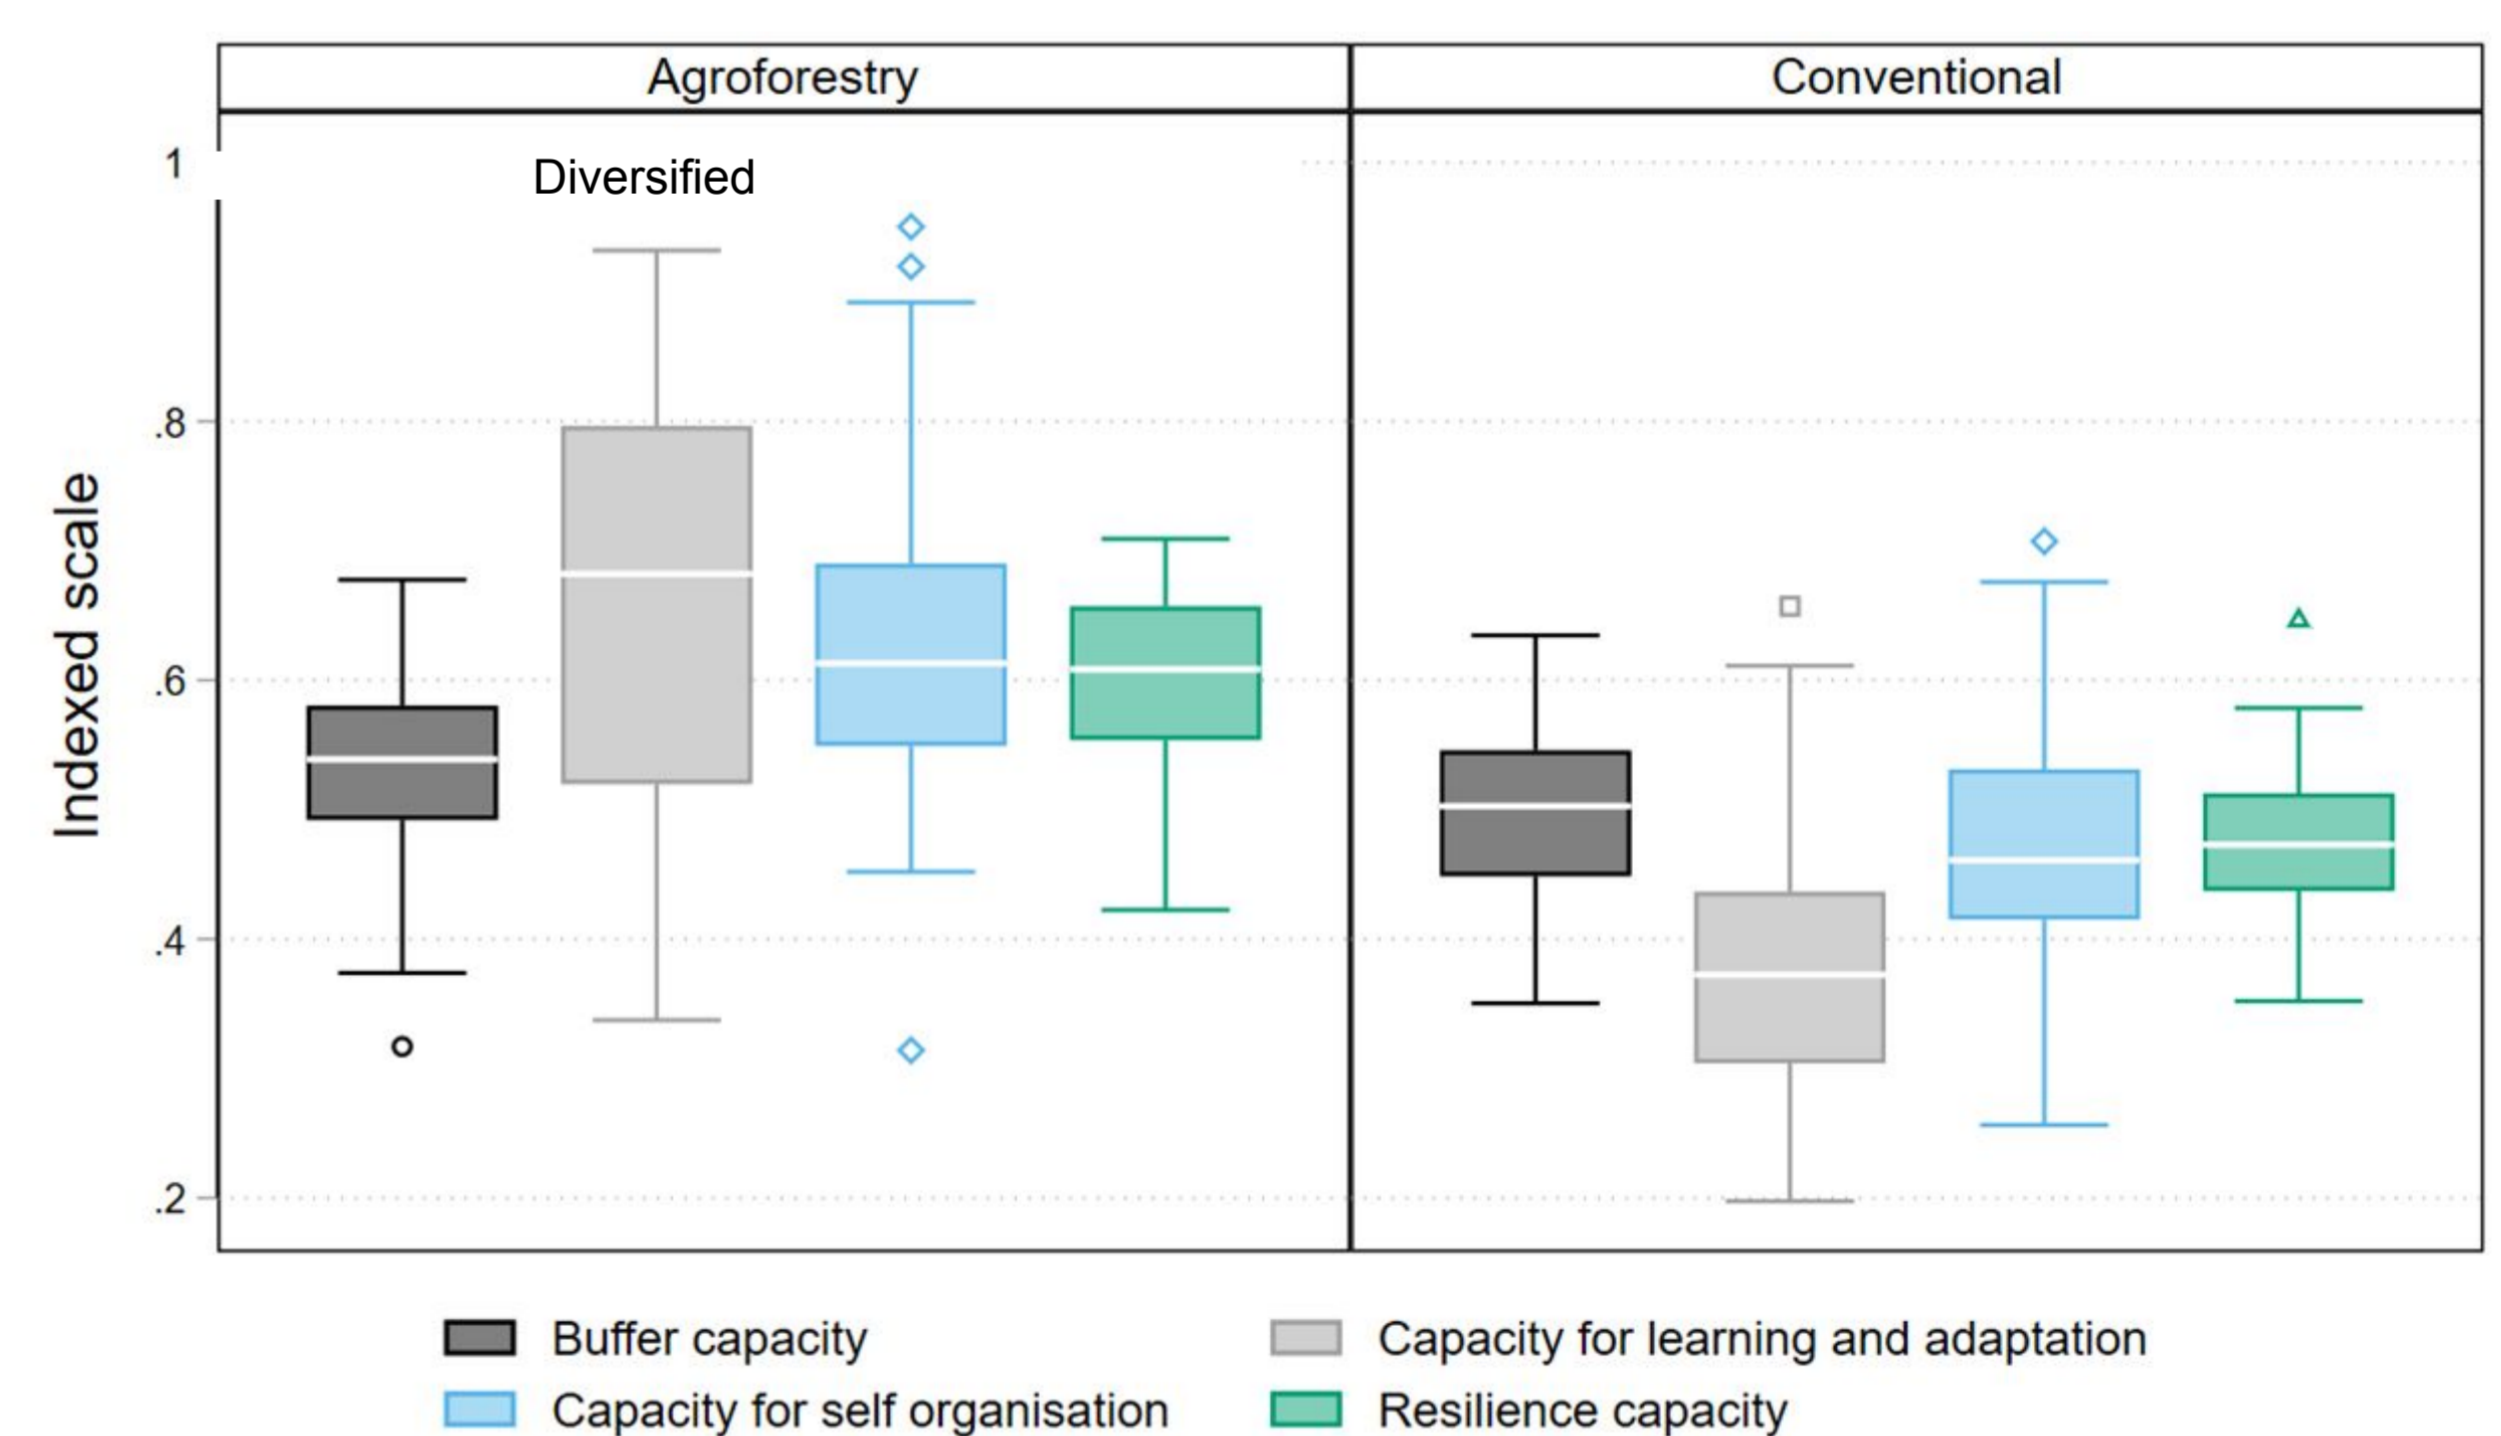 Agroforestry
Conventional
1
Diversified
.8
.6
.4
.2
Indexed scale
Buffer capacity
Capacity for learning and adaptation
Capacity for self organisation
Resilience capacity